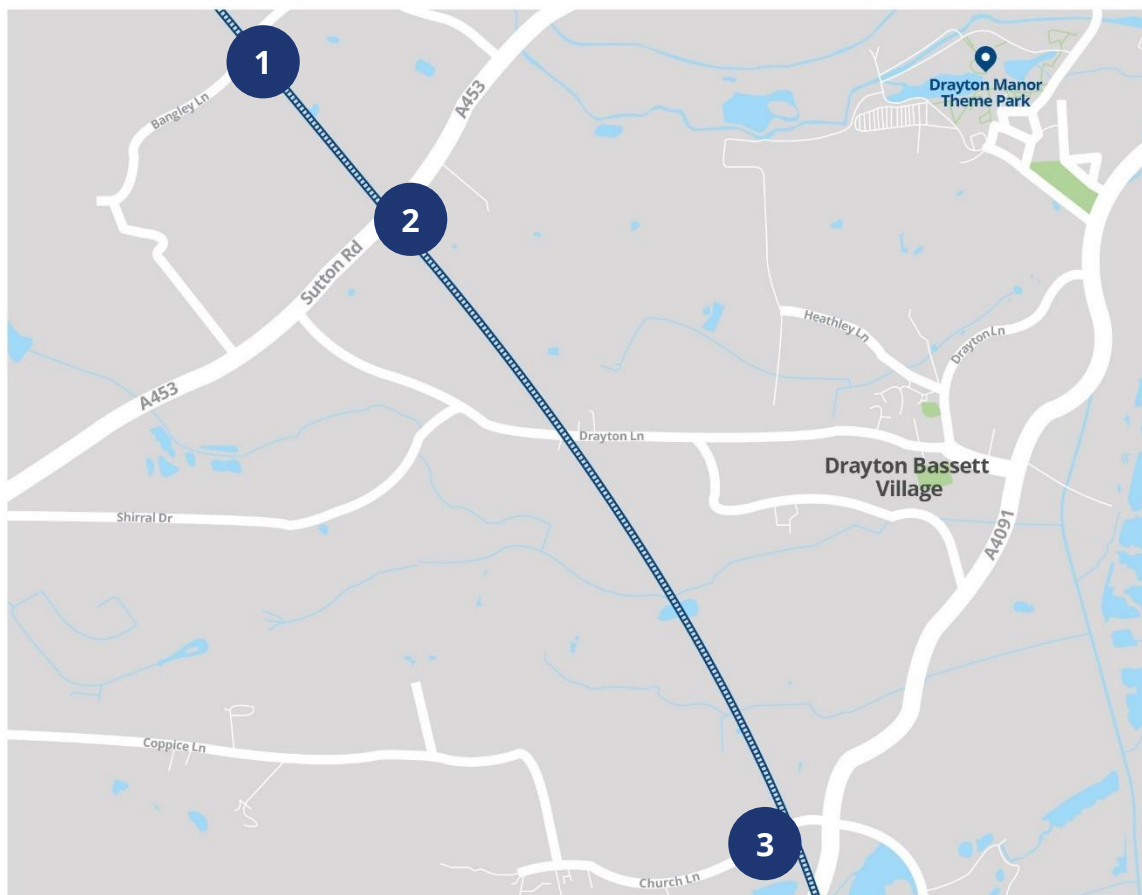 1
Bangley Ln
A453
Drayton Manor
Theme Park
2
Sutton Rd
Heathley Ln
Drayton Ln
A453
Drayton Ln
Drayton Bassett
Village
Shirral Dr
A4091
Coppice Ln
3
Church Ln